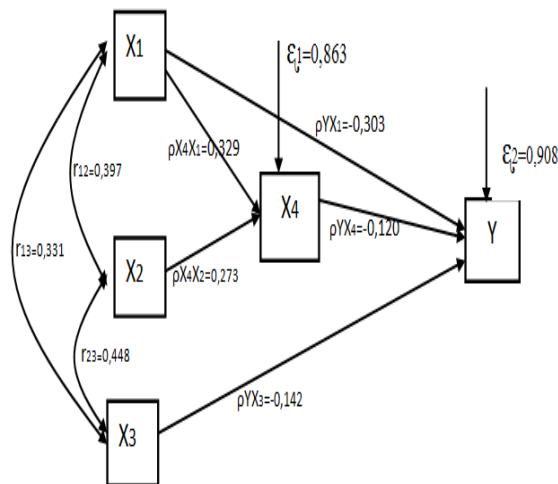 X1
ε1=0,863
ρYX1=-0,303
ε2=0,908
ρX4X1=0,329
r12=0,397
X4
ρYX4=-0,120
Y
r13=0,331
X2
ρX4X2=0,273
r23=0,448
ρYX3=-0,142
X3